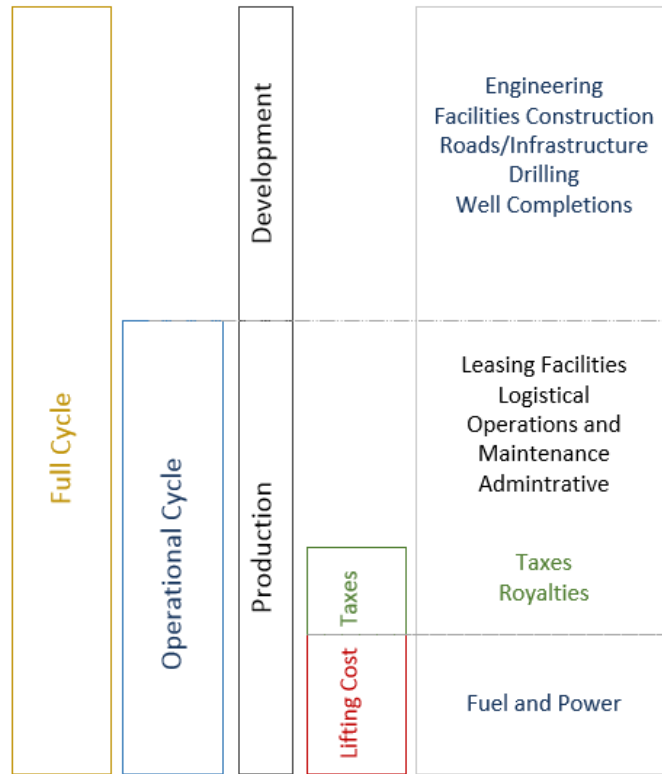 Full Cycle
Operational Cycle
Development
Production
Taxes
Lifting Cost
Engineering
Facilities Construction
Roads/Infrastructure
Drilling
Well Completions
Leasing Facilities
Logistical
Operations and
Maintenance
Admintrative
Taxes
Royalties
Fuel and Power